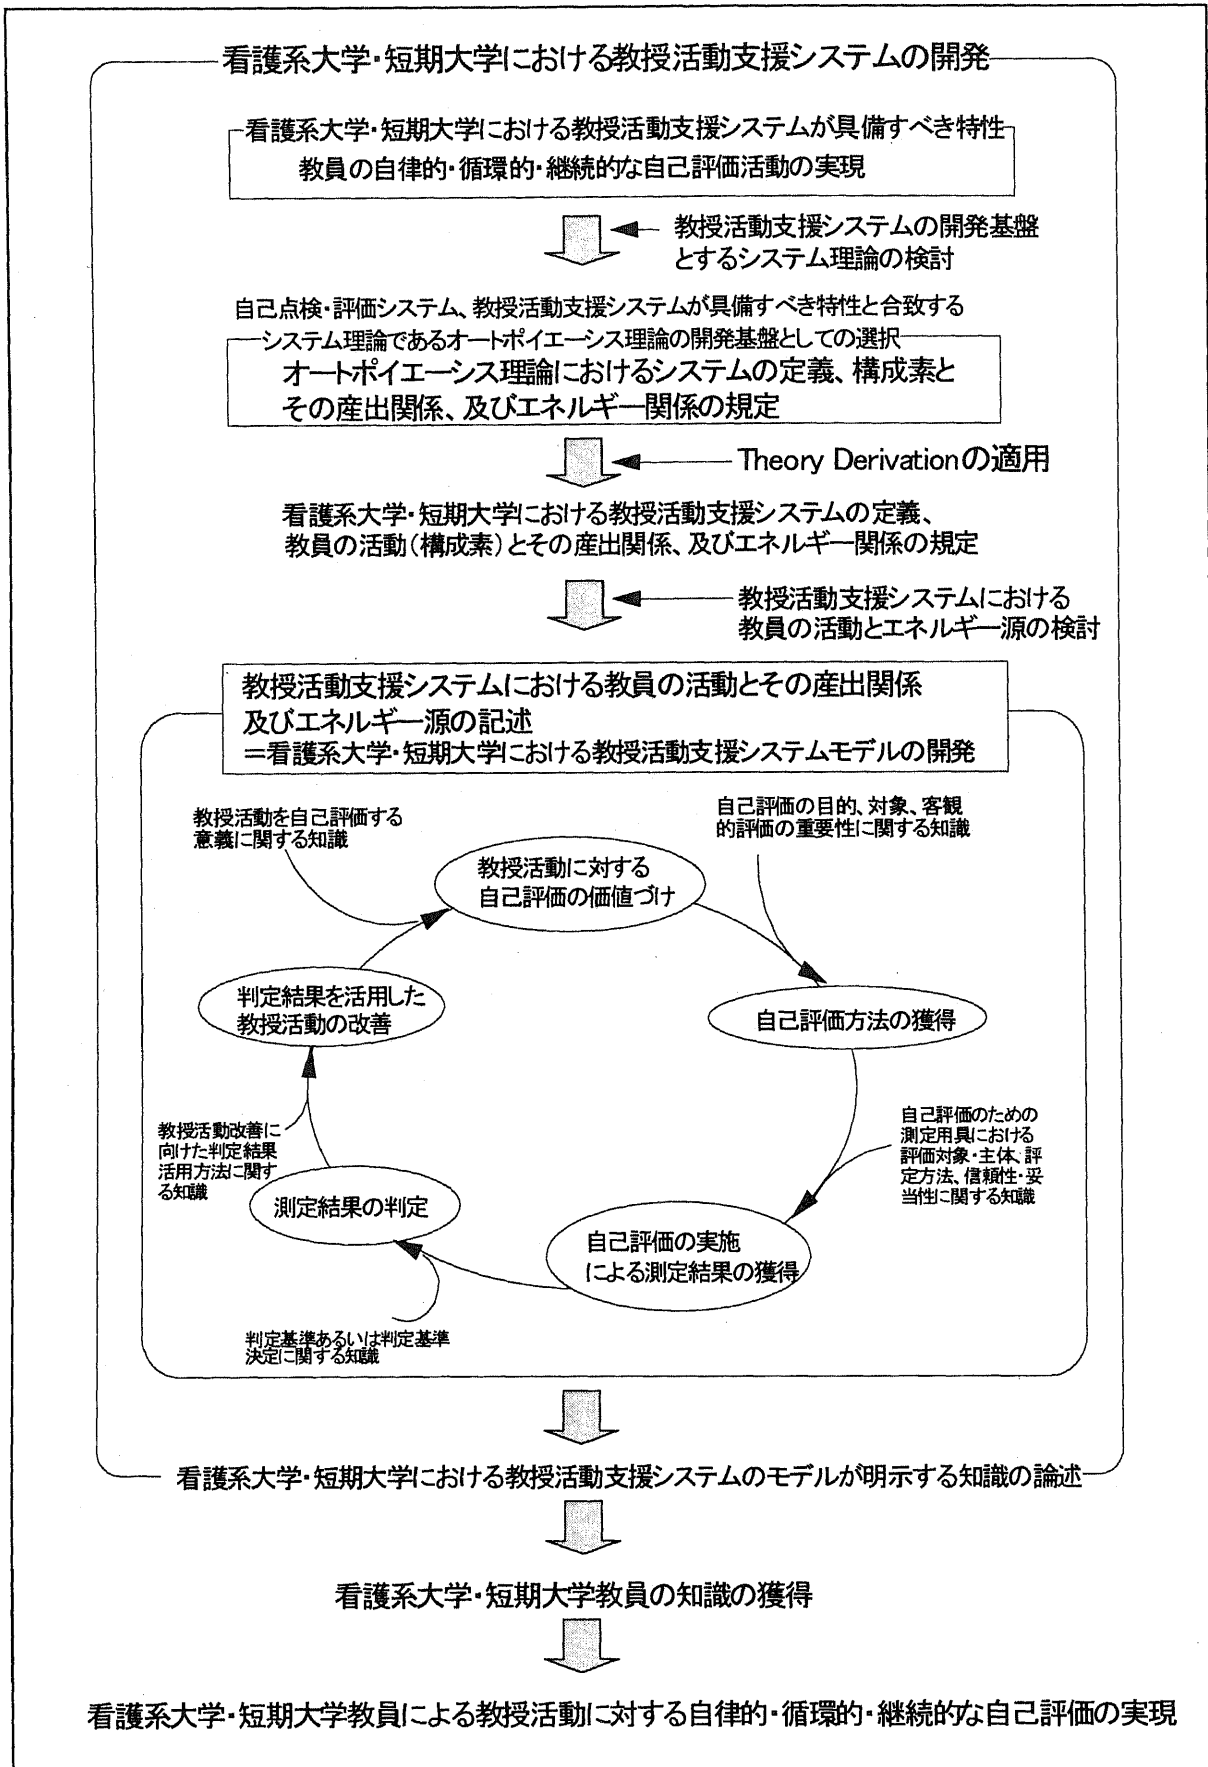 看護系大学・短期大学における教授活動支援システムの開発
看護系大学・短期大学における教授活動支援システムが具備すべき特性
教員の自律的・循環的・継続的な自己評価活動の実現
教授活動支援システムの開発基盤
とするシステム理論の検討
自己点検・評価システム、教授活動支援システムが具備すべき特性と合致する
システム理論であるオートポイエーシス理論の開発基盤としての選択
オートポイエーシス理論におけるシステムの定義、構成素と
その産出関係、及びエネルギー関係の規定
Theory Derivationの適用
看護系大学・短期大学における教授活動支援システムの定義、
教員の活動(構成素)とその産出関係、及びエネルギー関係の規定
教授活動支援システムにおける
教員の活動とエネルギー源の検討
教授活動支援システムにおける教員の活動とその産出関係
及びエネルギー源の記述
=看護系大学・短期大学における教授活動支援システムモデルの開発
教授活動を自己評価する
意義に関する知識
自己評価の目的、対象、客観
的評価の重要性に関する知識
教授活動に対する
自己評価の価値づけ
判定結果を活用した
教授活動の改善
自己評価方法の獲得
自己評価のための
測定用具における
評価対象・主体、評
定方法、信頼性・妥
当性に関する知識
教授活動改善に
向けた判定結果
活用方法に関す
る知識
測定結果の判定
自己評価の実施
による測定結果の獲得
判定基準あるいは判定基準
決定に関する知識
看護系大学・短期大学における教授活動支援システムのモデルが明示する知識の論述
看護系大学・短期大学教員の知識の獲得
看護系大学・短期大学教員による教授活動に対する自律的・循環的・継続的な自己評価の実現